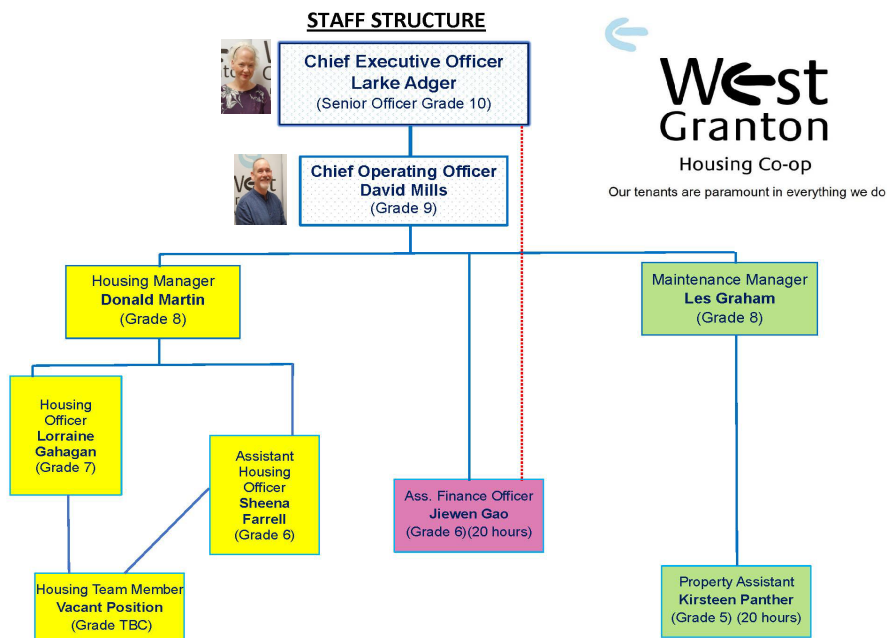 STAFF STRUCTURE
Chief Executive Officer
Larke Adger
(Senior Officer Grade 10)
West
Granton
Housing Co-op
Our tenants are paramount in everything we do
Chief Operating Officer
David Mills
(Grade 9)
Housing Manager
Donald Martin
(Grade 8)
Maintenance Manager
Les Graham
(Grade 8)
Housing
Officer
Lorraine
Gahagan
(Grade 7)
Assistant
Housing
Officer
Sheena
Farrell
(Grade 6)
Ass. Finance Officer
Jiewen Gao
(Grade 6)(20 hours)
Housing Team Member
Vacant Position
(Grade TBC)
Property Assistant
Kirsteen Panther
(Grade 5) (20 hours)